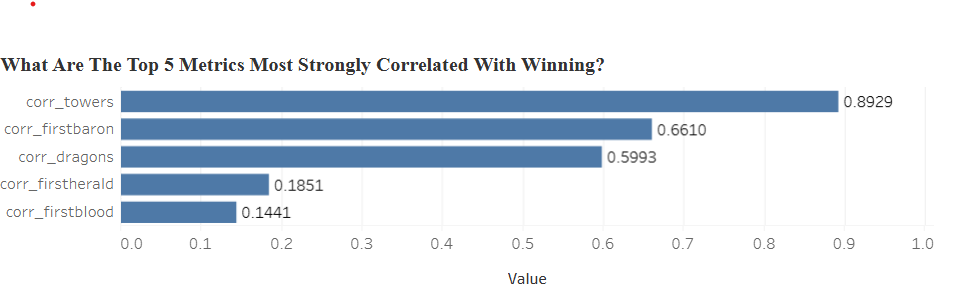 What Are The Top 5 Metrics Most Strongly Correlated With Winning?
corr_towers 0.8929
corr_firstbaron 0.6610
corr_dragons 0.5993
corr_firstherald 0.1851
corr_firstblood 0.1441
0.0 0.1 0.2 0.3 0.4 0.5 0.6 0.7 0.8 0.9 1.0
Value